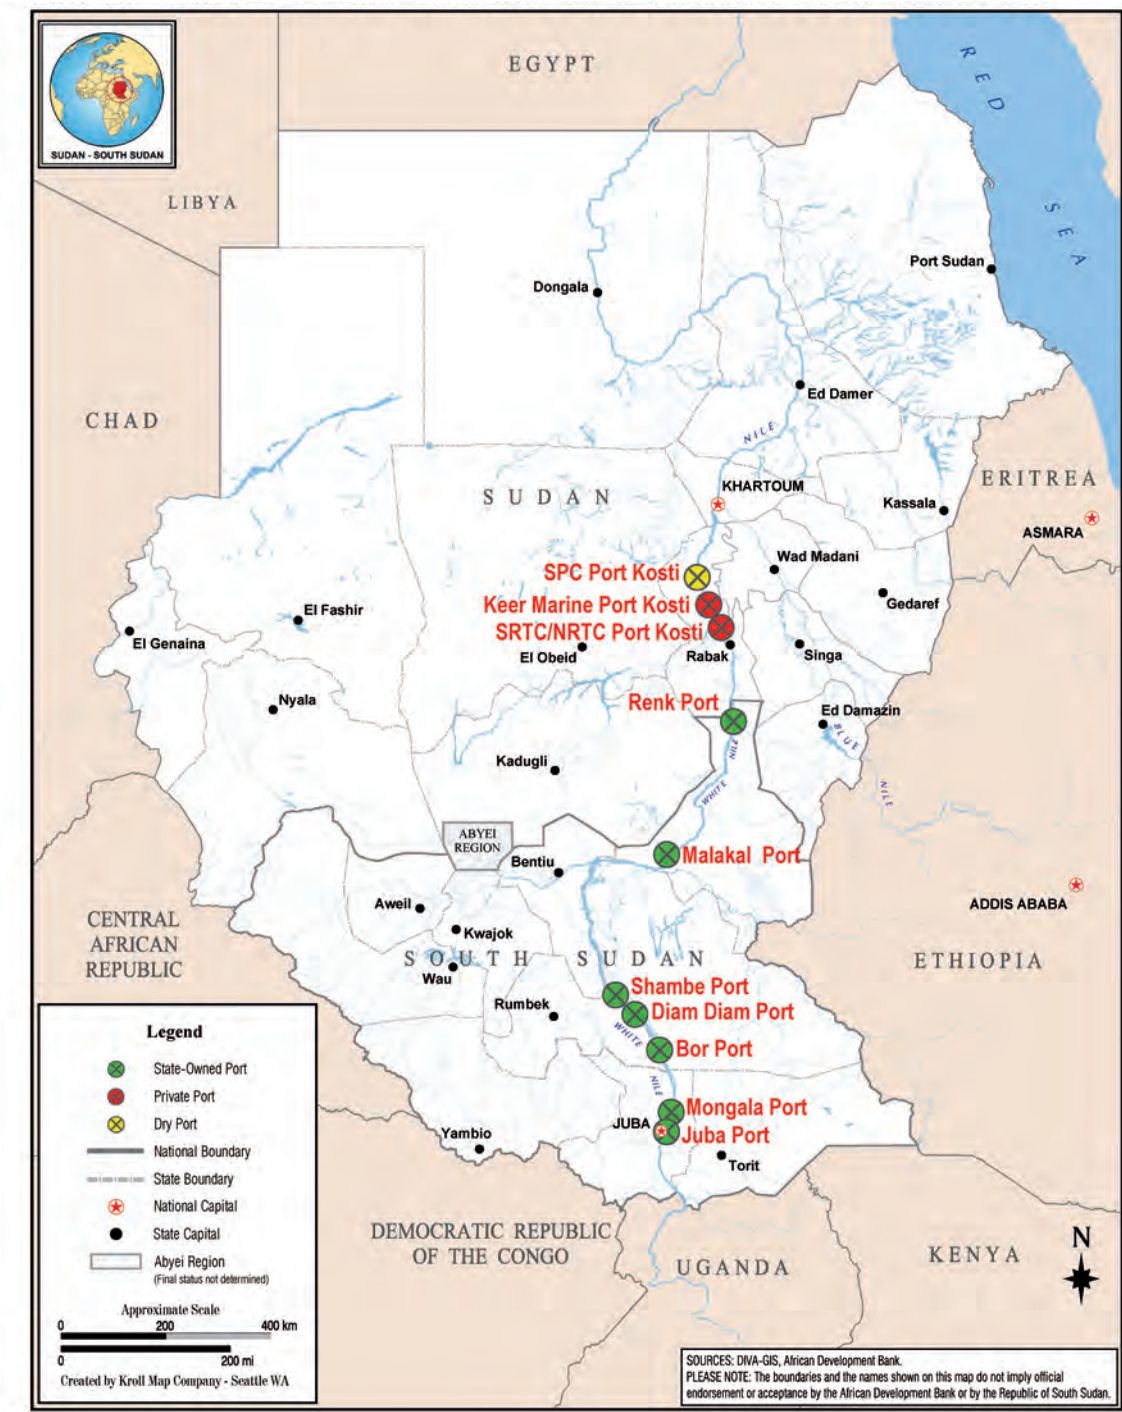 EGYPT
RED
SUDAN - SOUTH SUDAN
LIBYA
SEA
Port Sudan
Dongala
Ed Damer
CHAD
NILE
ERITREA
KHARTOUM
SUDAN
Kassala
ASMARA
Wad Madani
SPC Port Kosti
Keer Marine Port Kosti
Gedaref
El Fashir
SRTC/NRTC Port Kosti
El Genaina
El Obeid
Rabak
Singa
Nyala
Renk Port
Ed Damazin
BLUE
NILE
NILE
Kadugli
WHITE
ABYEI
REGION
Bentiu
Malakal Port
Aweil
ADDIS ABABA
CENTRAL
AFRICAN
REPUBLIC
Kwajok
SOUTH SUDAN
ETHIOPIA
Wau
Shambe Port
Rumbek
Diam Diam Port
WHITE
Bor Port
NILE
Mongala Port
JUBA
Juba Port
Yambio
Torit
DEMOCRATIC REPUBLIC
OF THE CONGO
UGANDA
KENYA
N
Legend
State-Owned Port
Private Port
Dry Port
National Boundary
State Boundary
National Capital
State Capital
Abyei Region
(Final status not determined)
Approximate Scale
0 200 400 km
0 200 mi
Created by Kroll Map Company - Seattle WA
SOURCES: DIVA-GIS, African Development Bank.
PLEASE NOTE: The boundaries and the names shown on this map do not imply official
endorsement or acceptance by the African Development Bank or by the Republic of South Sudan.